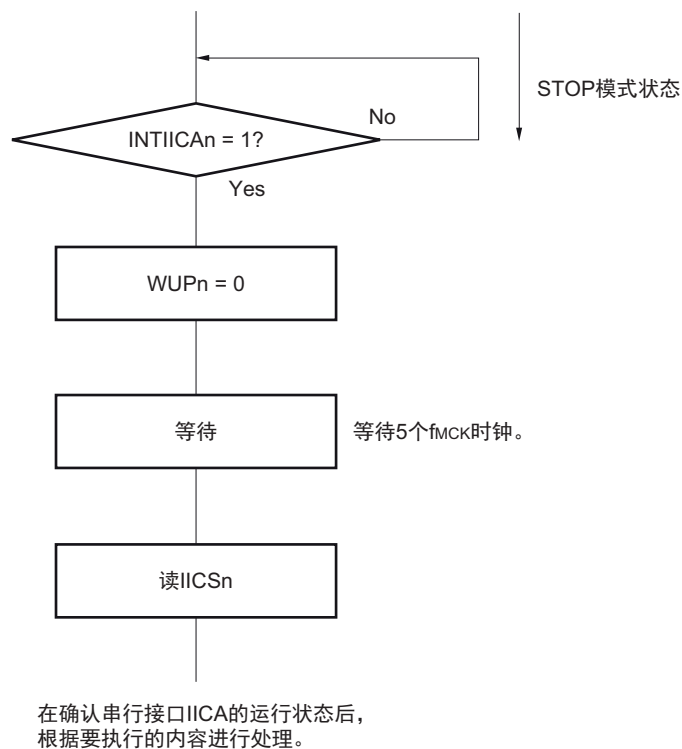 STOP模式状态
No
INTIICAn = 1?
Yes
WUPn = 0
等待
等待5个fMCK时钟。
读IICSn
在确认串行接口IICA的运行状态后，
根据要执行的内容进行处理。